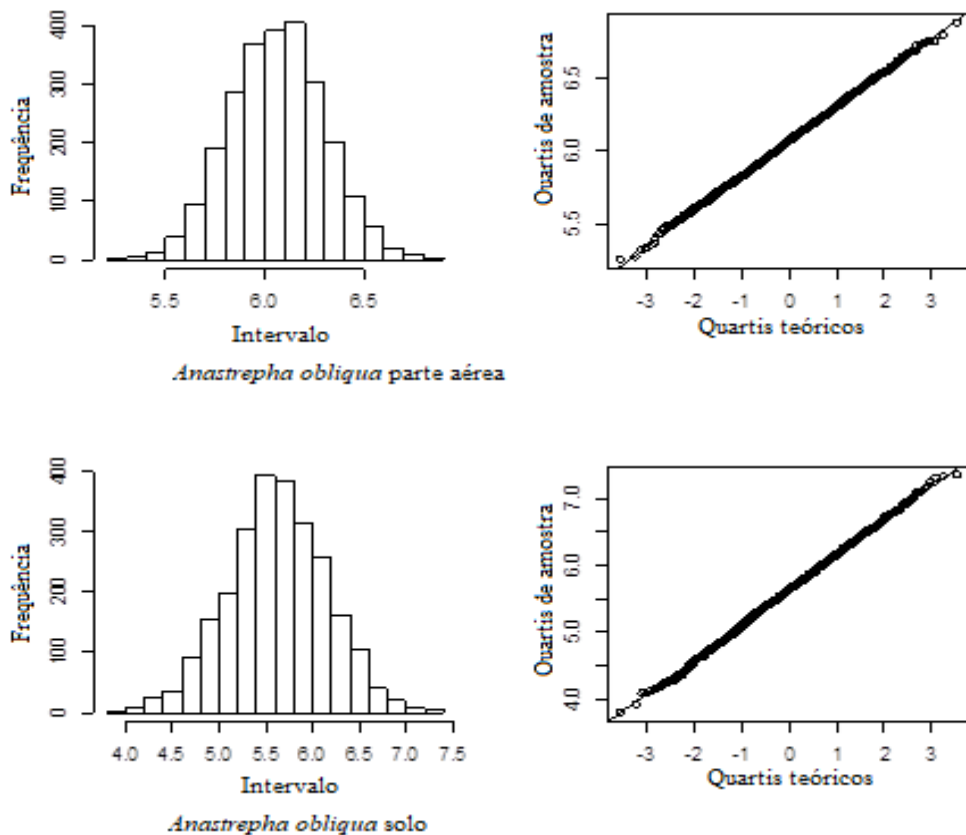 Frequência
400
300
200
100
0
5.5 6.0 6.5
Intervalo
Quartis de amostra
6.5
6.0
5.5
-3 -2 -1 0 1 2 3
Quartis teóricos
Anastrepha obliqua parte aérea
Frequência
400
300
200
100
0
4.0 4.5 5.0 5.5 6.0 6.5 7.0 7.5
Intervalo
Quartis de amostra
7.0
6.0
5.0
4.0
-3 -2 -1 0 1 2 3
Quartis teóricos
Anastrepha obliqua solo